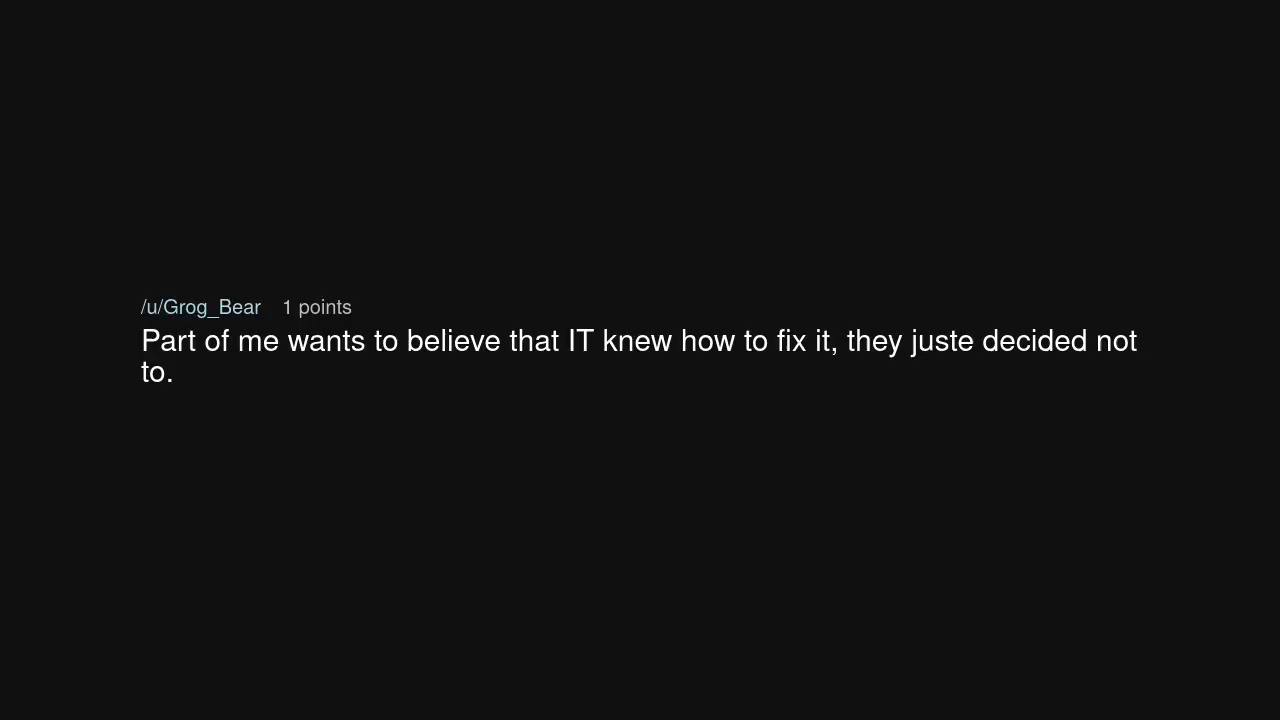 /u/Grog_Bear 1 points
Part of me wants to believe that IT knew how to fix it, they juste decided not
to.